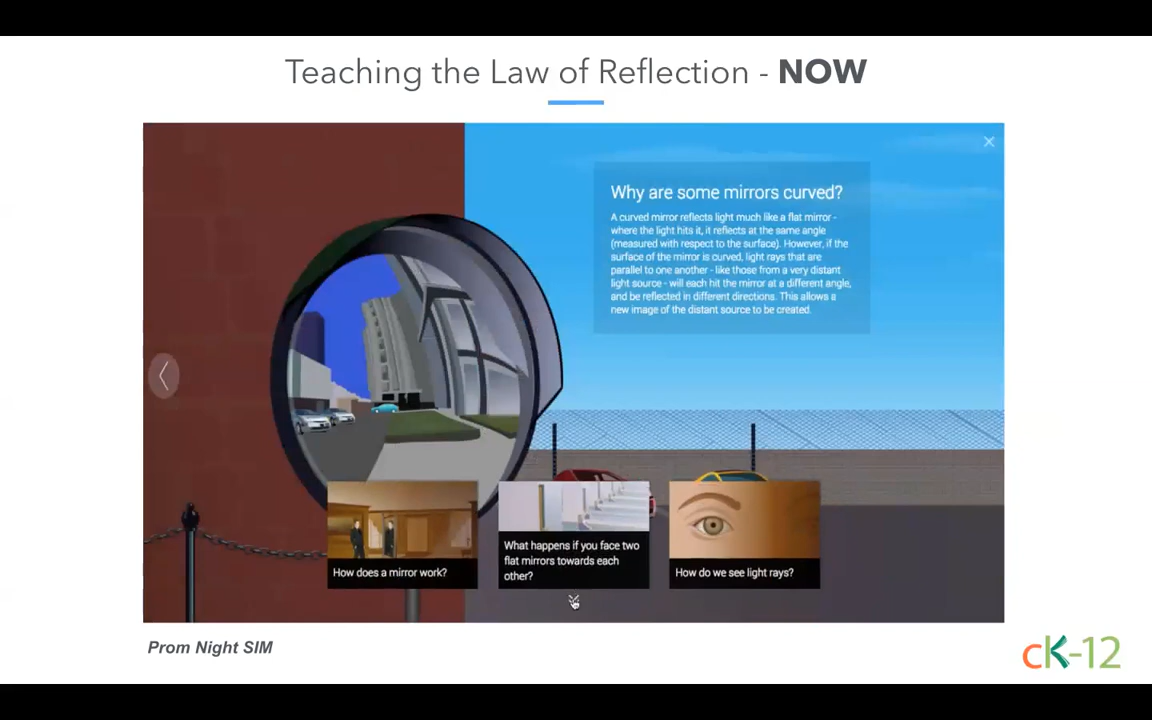 Teaching the Law of Reflection - NOW
Why are some mirrors curved?
A curved mirror reflects light much like a flat mirror -
where the light hits it, it reflects at the same angle
(measured with respect to the surface). However, if the
surface of the mirror is curved, light rays that are
parallel to one another - like those from a very distant
light source - will each hit the mirror at a different angle,
and be reflected in different directions. This allows a
new image of the distant source to be created.
How does a mirror work?
What happens if you face two
flat mirrors towards each
other?
How do we see light rays?
Prom Night SIM
cK-12